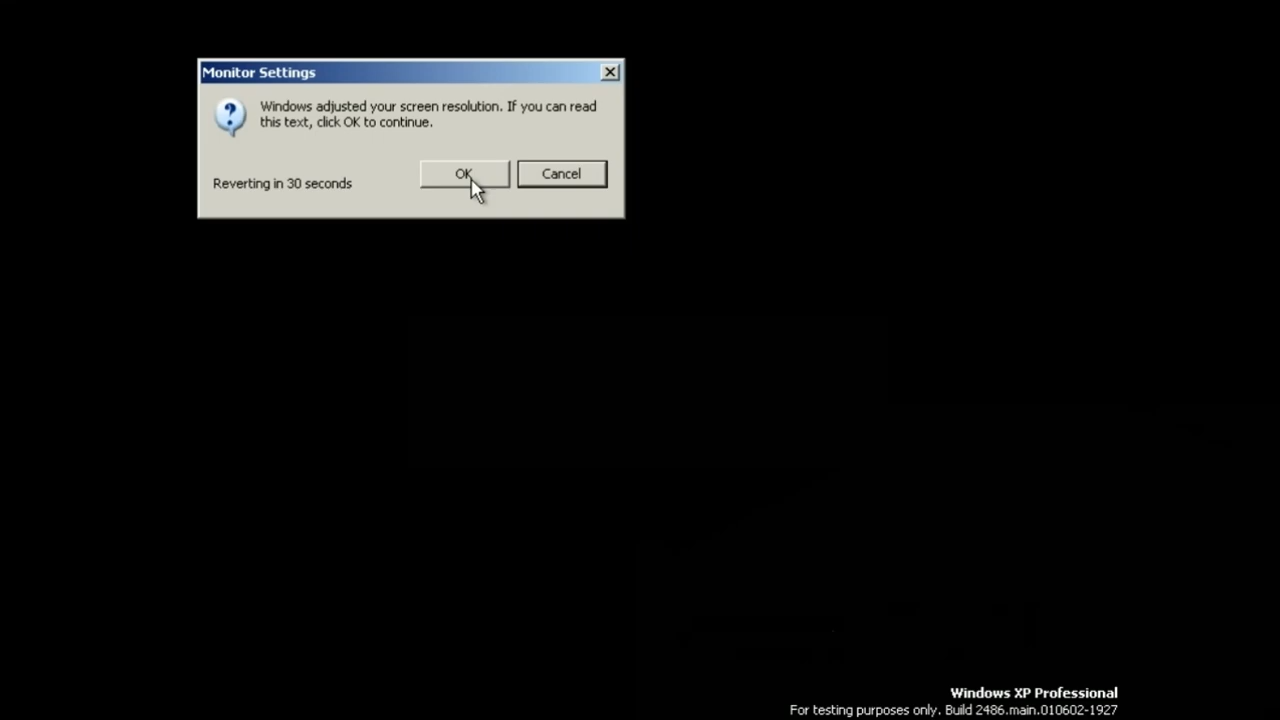 Monitor Settings
Windows adjusted your screen resolution. If you can read
this text, click OK to continue.
OK
Cancel
Reverting in 30 seconds
Windows XP Professional
For testing purposes only. Build 2486.main.010602-1927